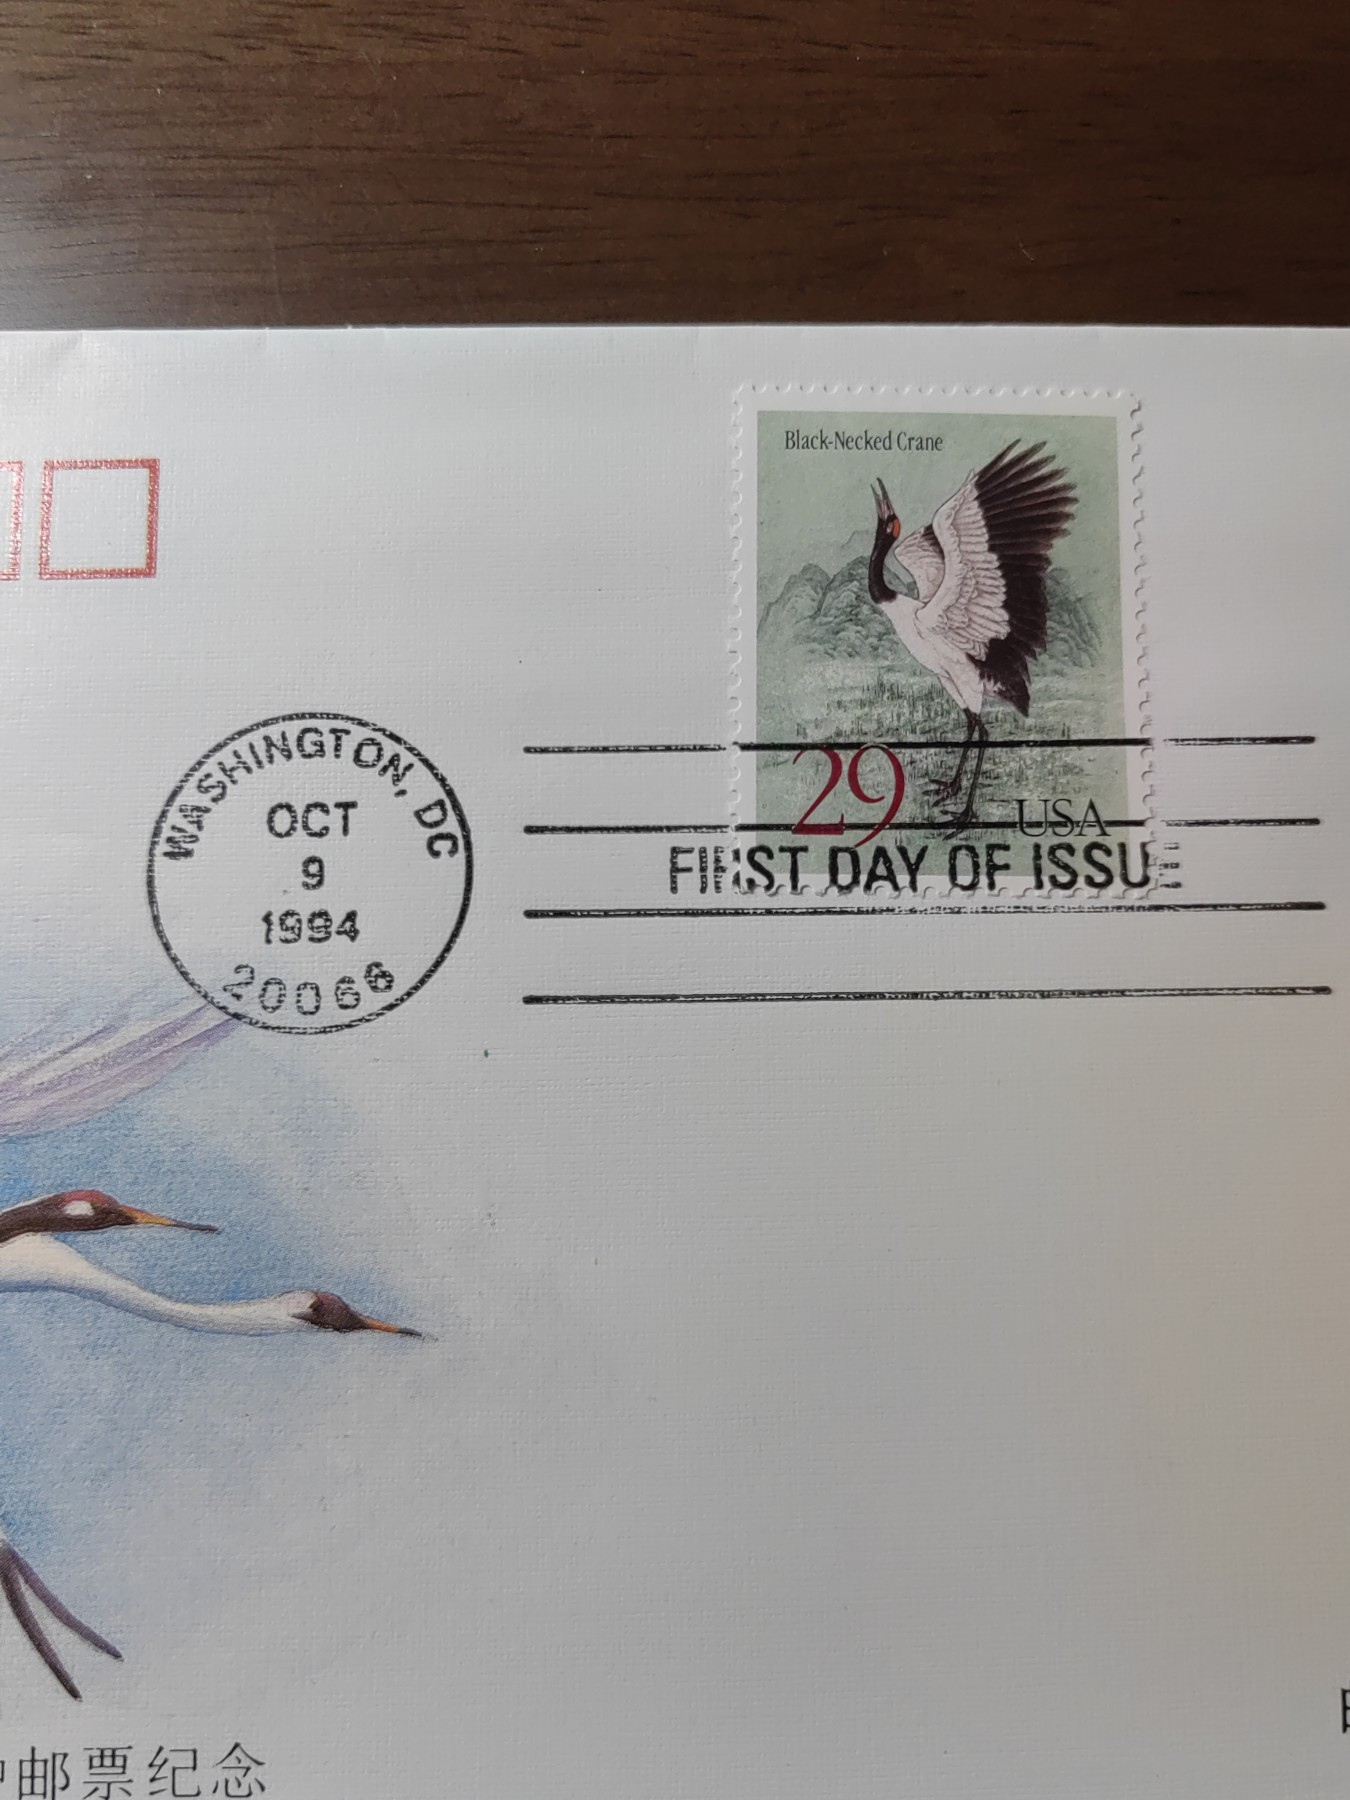 Black-Necked Crane
29
USA
WASHINGTON, DC
OCT
9
1994
20066
FIRST DAY OF ISSUE
邮票纪念